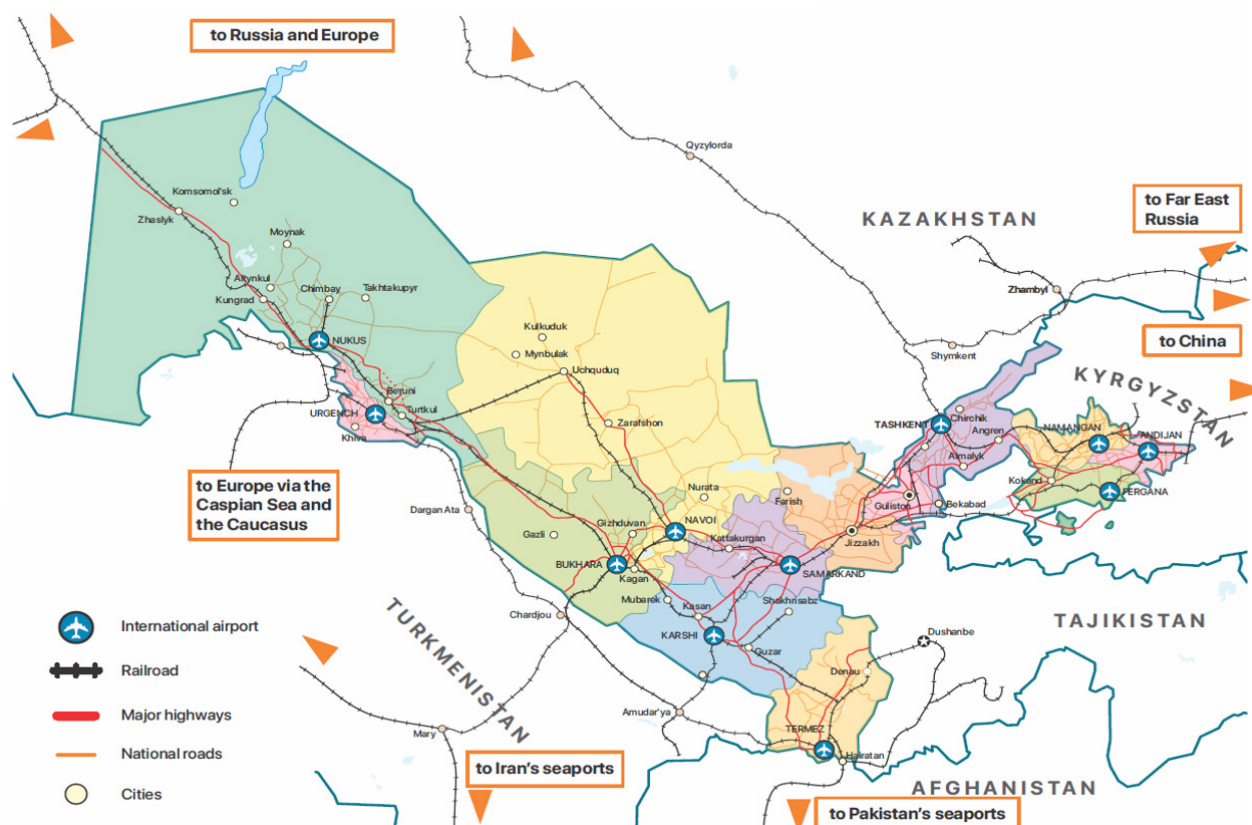 to Russia and Europe
Qyzylorda
KAZAKHSTAN
to Far East
Russia
Komsomol'sk
Zhaslyk
Moynak
Altynkul
Chimbay
Takhtakupyr
Kungrad
Zhambyl
Kulkuduk
NUKUS
Mynbulak
Shymkent
to China
Uchquduq
KYRGYZSTAN
Beruni
URGENCH
Turtkul
Khiva
Zarafshon
TASHKENT
Chirchik
Angren
NAMANGAN
ANDIJAN
Almalyk
Kokand
FERGANA
to Europe via the
Caspian Sea and
the Caucasus
Nurata
Farish
Guliston
Bekabad
Dargan Ata
Gizhduvan
NAVOI
Gazli
Kattakurgan
Jizzakh
BUKHARA
Kagan
SAMARKAND
Mubarek
Kasan
Shakhrisabz
Chardjou
KARSHI
Guzar
Dushanbe
TAJIKISTAN
TURKMENISTAN
Denau
Amudar'ya
Mary
TERMEZ
Hairatan
to Iran's seaports
AFGHANISTAN
to Pakistan's seaports
International airport
Railroad
Major highways
National roads
Cities